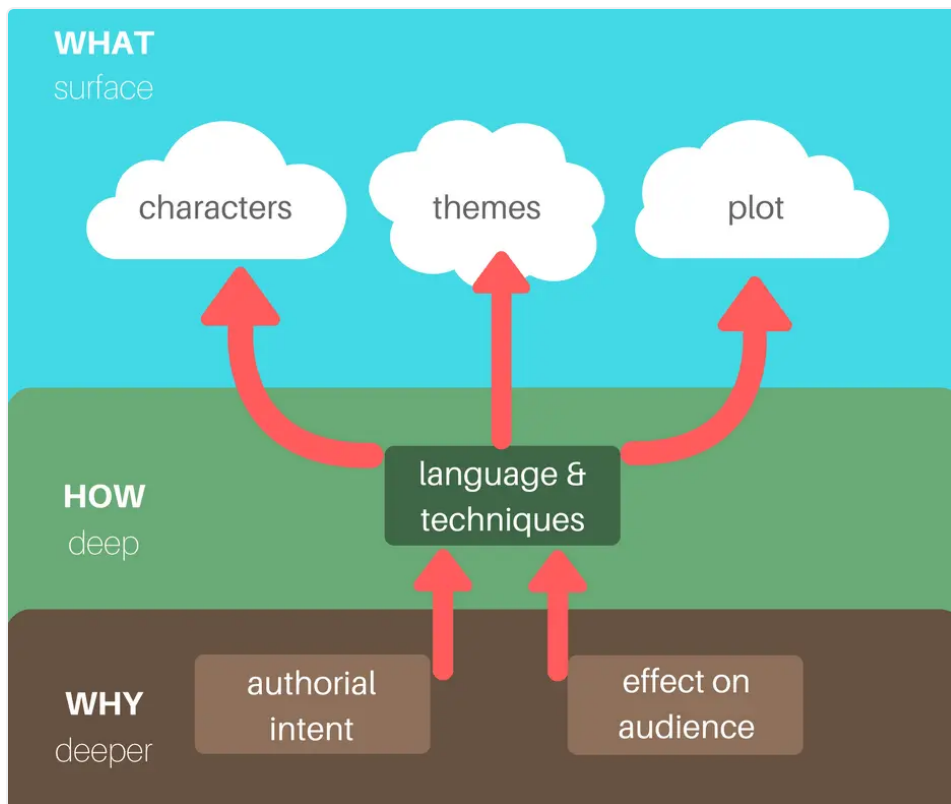 WHAT
surface
characters
themes
plot
HOW
deep
language &
techniques
WHY
deeper
authorial
intent
effect on
audience